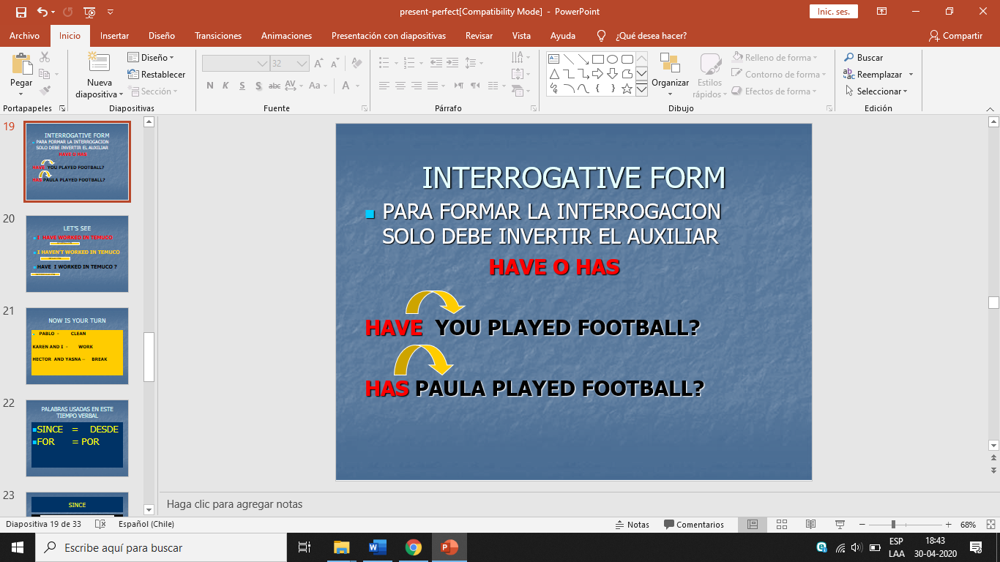 present-perfect[Compatibility Mode] - PowerPoint
Inic. ses.
Archivo Inicio Insertar Diseño Transiciones Animaciones Presentación con diapositivas Revisar Vista Ayuda ¿Qué desea hacer? Compartir
Pegar
Nueva diapositiva
Diseño
Restablecer
Sección
32
N K S S abc AV Aa A
Organizar
Estilos rápidos
Relleno de forma
Contorno de forma
Efectos de forma
Buscar
Reemplazar
Seleccionar
Portapapeles Diapositivas Fuente Párrafo Dibujo Edición
19
INTERROGATIVE FORM
PARA FORMAR LA INTERROGACION
SOLO DEBE INVERTIR EL AUXILIAR
HAVE O HAS
HAVE YOU PLAYED FOOTBALL?
HAS PAULA PLAYED FOOTBALL?
20
LET'S SEE
I HAVE WORKED IN TEMUCO
I HAVEN'T WORKED IN TEMUCO
HAVE I WORKED IN TEMUCO ?
21
NOW IS YOUR TURN
PABLO - CLEAN
KAREN AND I - WORK
HECTOR AND YASNA – BREAK
22
PALABRAS USADAS EN ESTE
TIEMPO VERBAL
SINCE = DESDE
FOR = POR
23
SINCE
INTERROGATIVE FORM
PARA FORMAR LA INTERROGACION
SOLO DEBE INVERTIR EL AUXILIAR
HAVE O HAS
HAVE YOU PLAYED FOOTBALL?
HAS PAULA PLAYED FOOTBALL?
Haga clic para agregar notas
Diapositiva 19 de 33 Español (Chile) Notas Comentarios 68%
Escribe aquí para buscar
ESP
LAA
18:43
30-04-2020